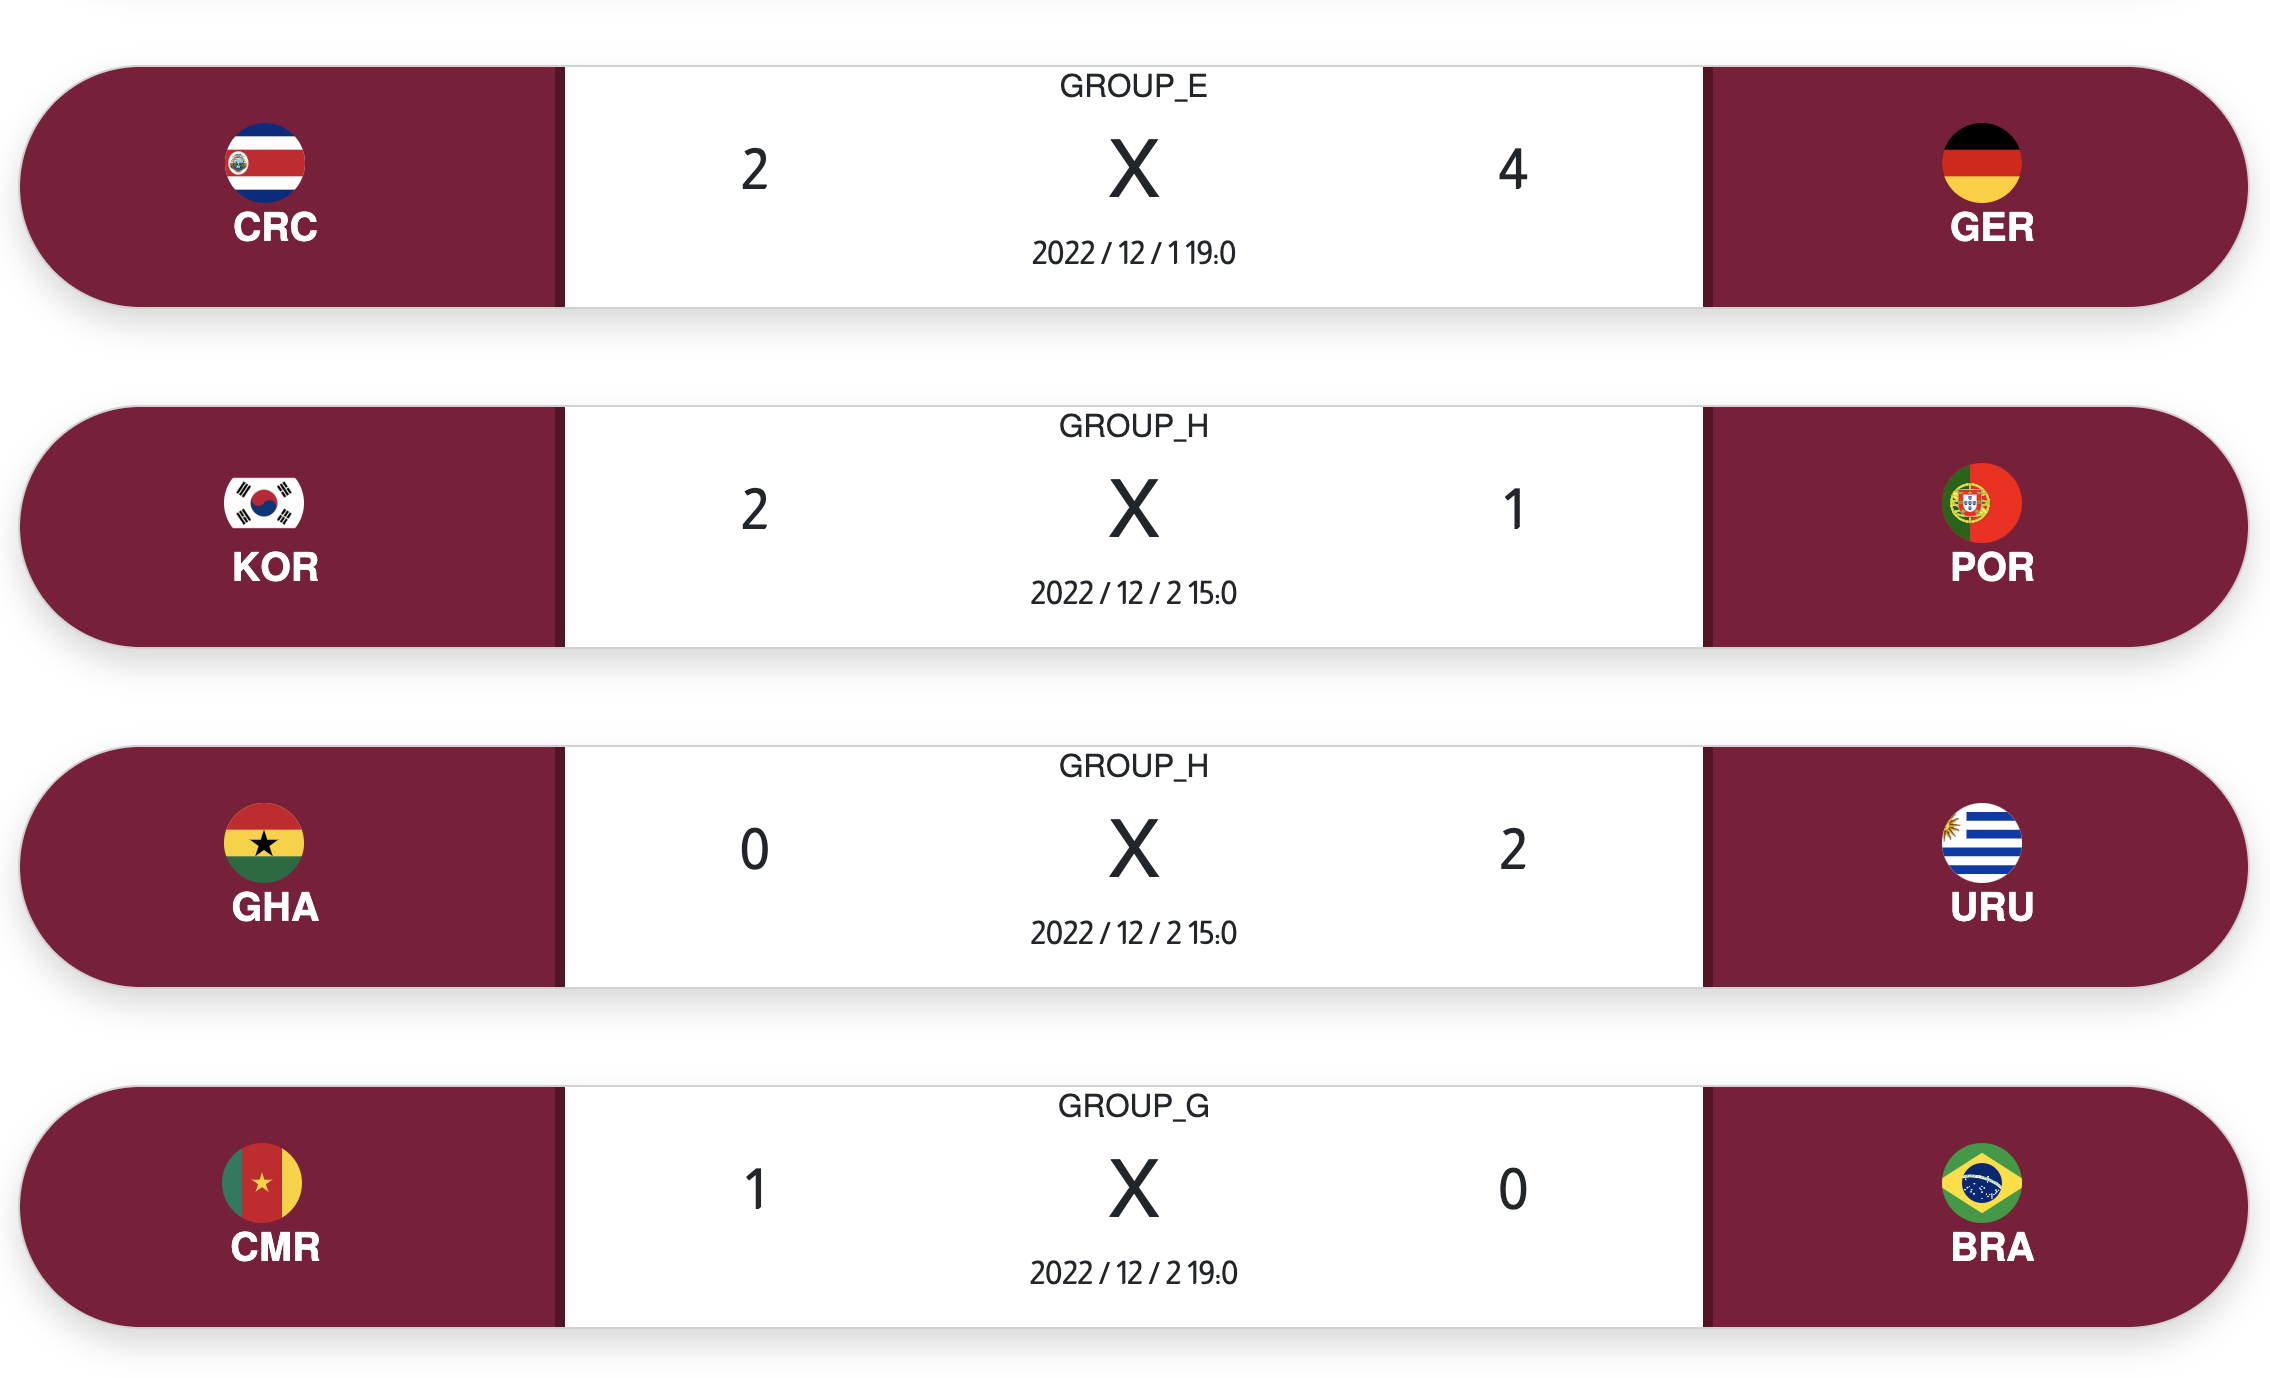 GROUP_E
2 X 4
CRC GER
2022 / 12 / 1 19:0
GROUP_H
2 X 1
KOR POR
2022 / 12 / 2 15:0
GROUP_H
0 X 2
GHA URU
2022 / 12 / 2 15:0
GROUP_G
1 X 0
CMR BRA
2022 / 12 / 2 19:0